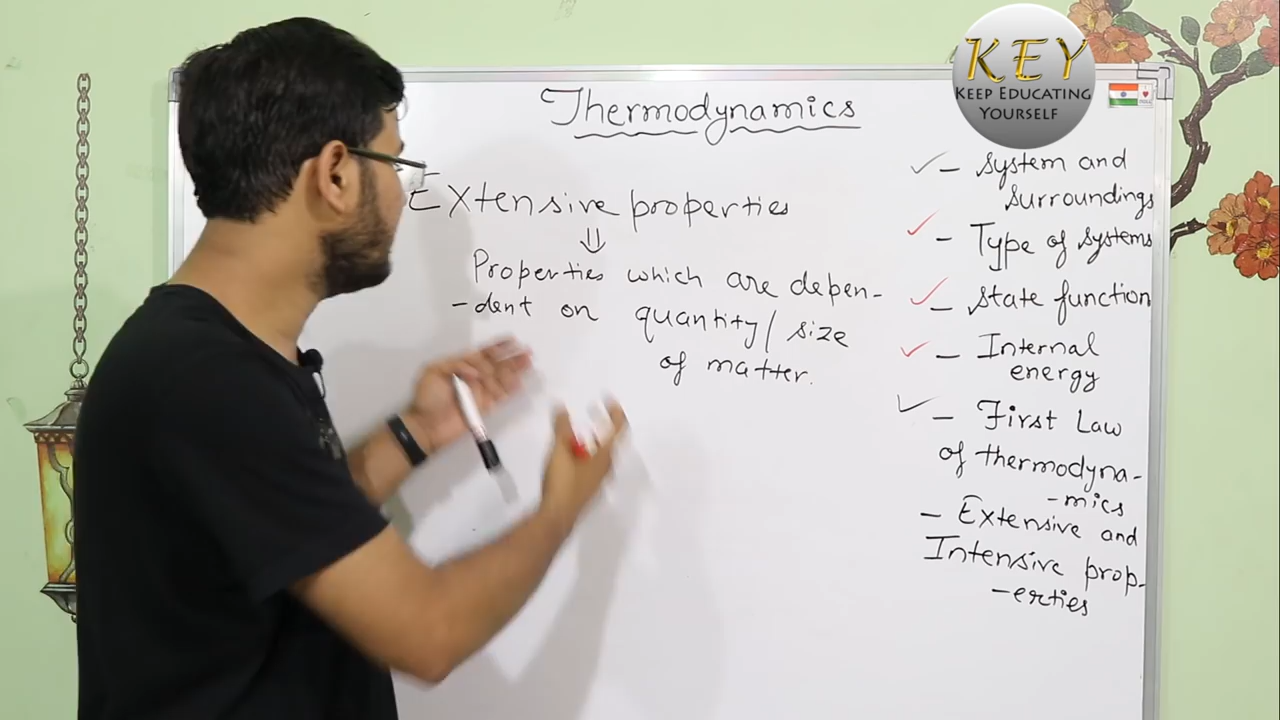 KEY
KEEP EDUCATING
YOURSELF
Thermodynamics
Extensive properties
⇓
Properties which are depen-
-dent on quantity/size
of matter.
✓ - System and
surroundings
✓ - Type of systems
✓ - State function
✓ - Internal
energy
✓ - First Law
of thermodyna-
-mics
- Extensive and
Intensive prop-
-erties